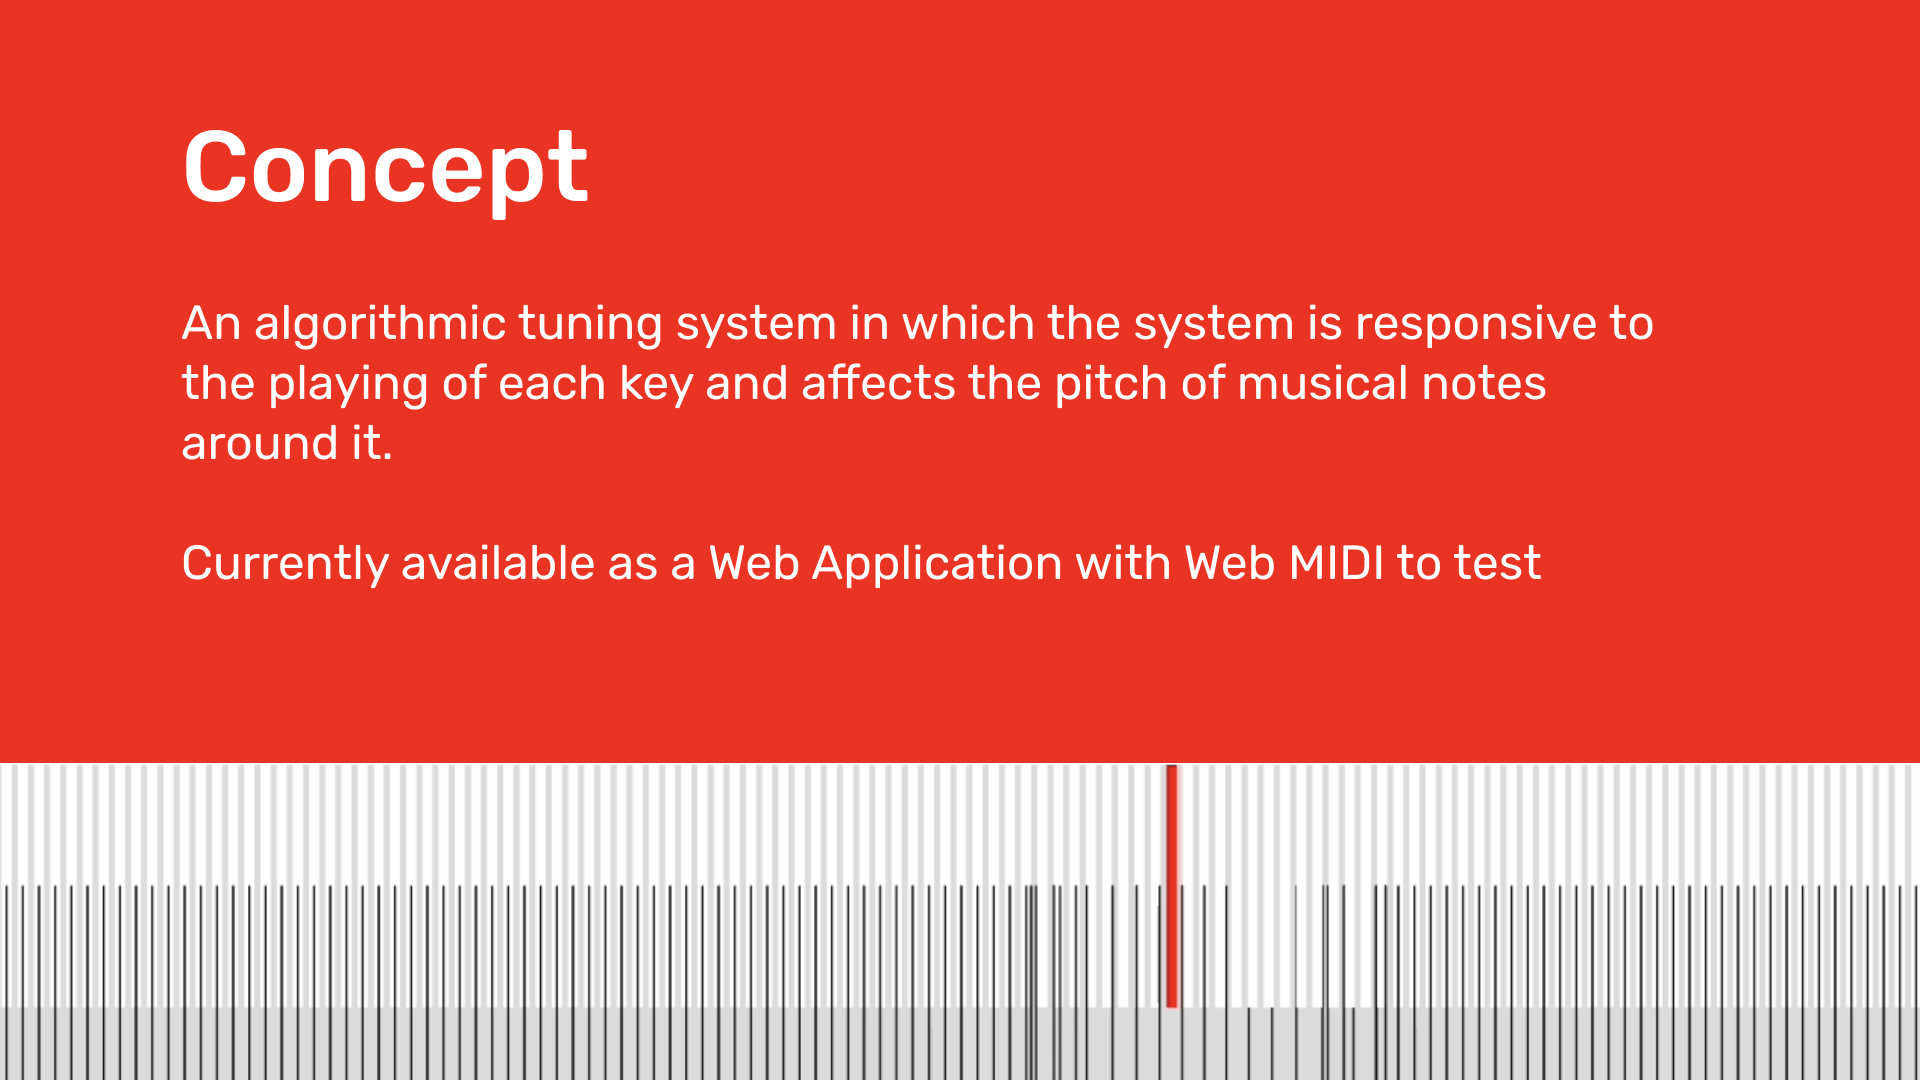 Concept
An algorithmic tuning system in which the system is responsive to
the playing of each key and affects the pitch of musical notes
around it.
Currently available as a Web Application with Web MIDI to test